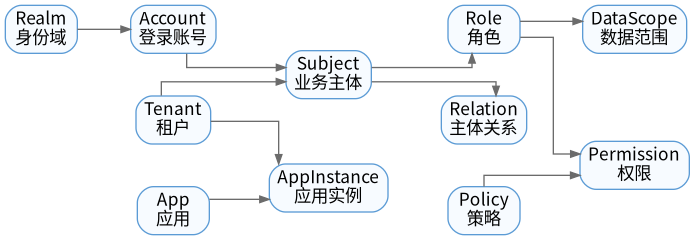 Realm
身份域
Account
登录账号
Role
角色
DataScope
数据范围
Subject
业务主体
Tenant
租户
Relation
主体关系
AppInstance
应用实例
Permission
权限
App
应用
Policy
策略